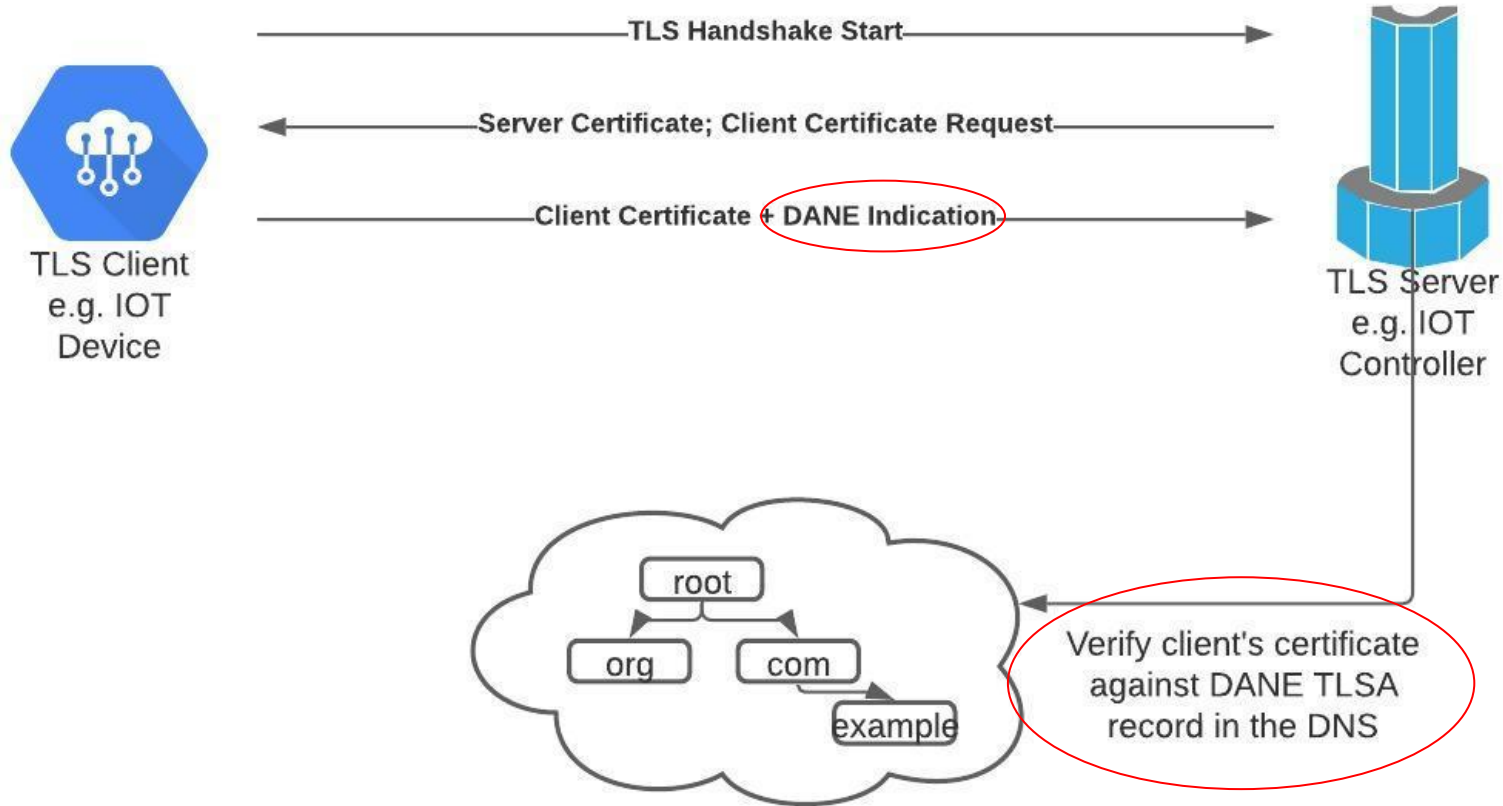 TLS Handshake Start
Server Certificate; Client Certificate Request
Client Certificate + DANE Indication
TLS Client
e.g. IOT
Device
TLS Server
e.g. IOT
Controller
root
org
com
example
Verify client's certificate
against DANE TLSA
record in the DNS